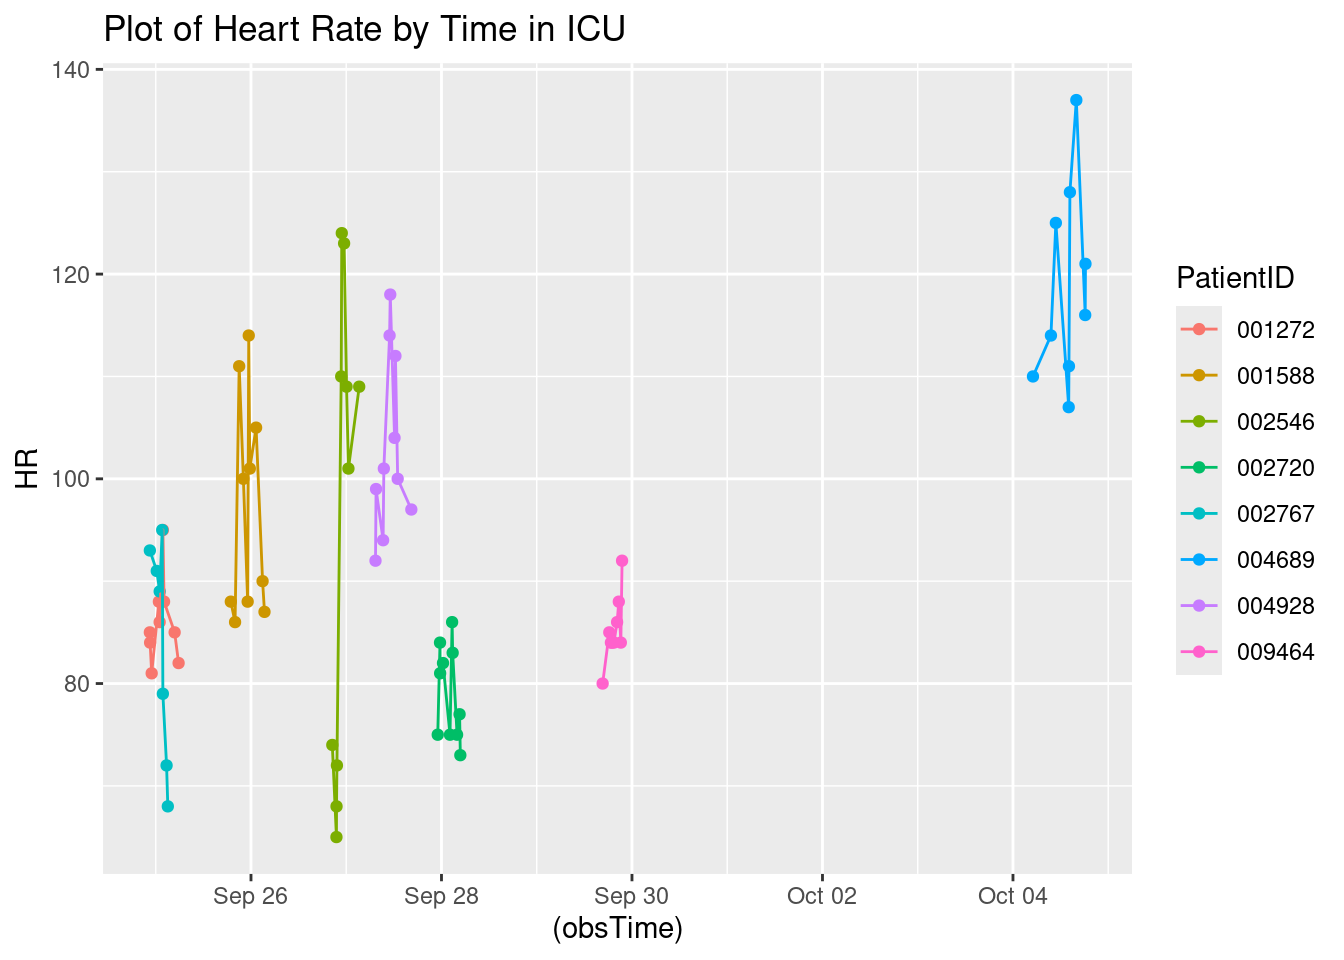 Plot of Heart Rate by Time in ICU
140
120
100
80
HR
Sep 26
Sep 28
Sep 30
Oct 02
Oct 04
(obsTime)
PatientID
001272
001588
002546
002720
002767
004689
004928
009464